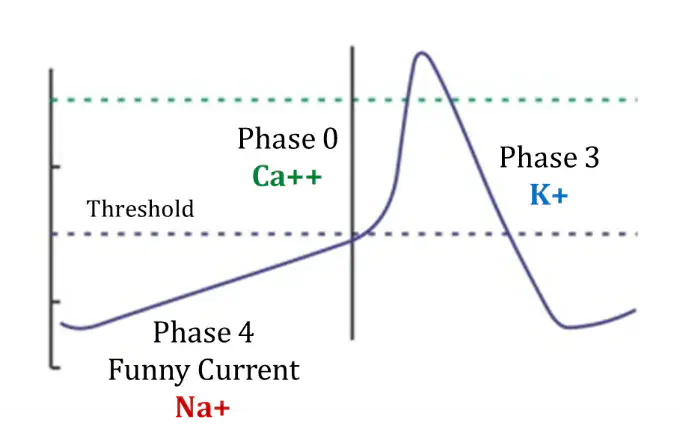 Phase 0
Ca++
Phase 3
K+
Threshold
Phase 4
Funny Current
Na+